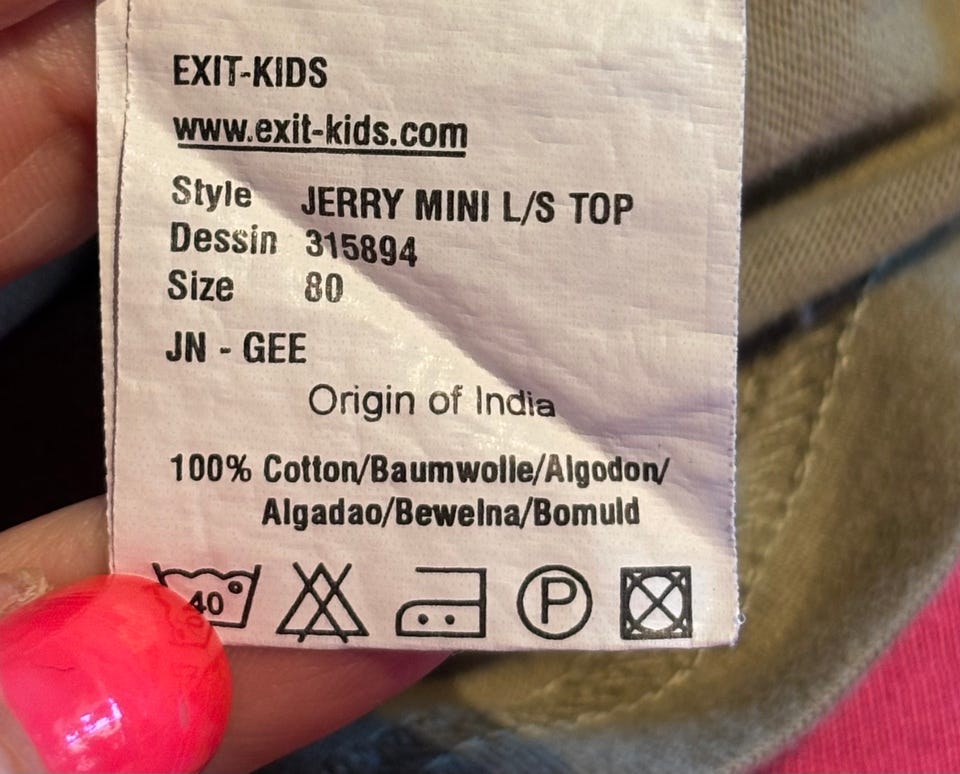 EXIT-KIDS
www.exit-kids.com
Style JERRY MINI L/S TOP
Dessin 315894
Size 80
JN - GEE
Origin of India
100% Cotton/Baumwolle/Algodon/
Algadao/Bewelna/Bomuld
40 P